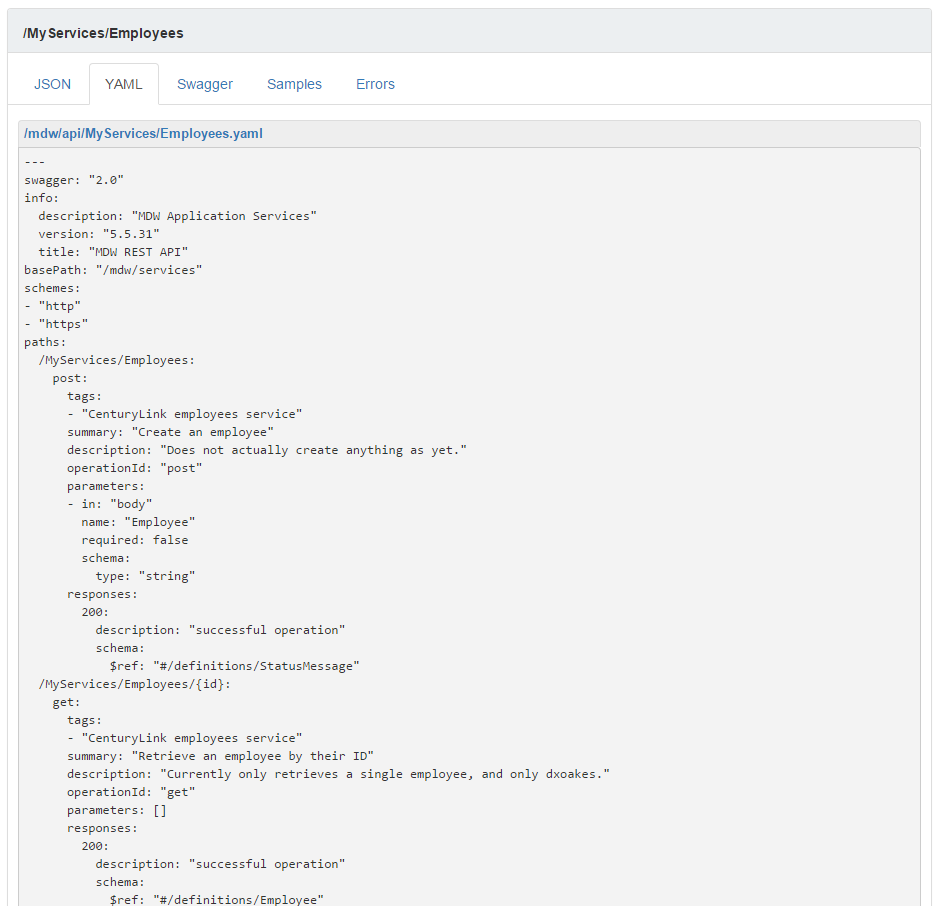 /MyServices/Employees
JSON YAML Swagger Samples Errors
/mdw/api/MyServices/Employees.yaml
---
swagger: "2.0"
info:
  description: "MDW Application Services"
  version: "5.5.31"
  title: "MDW REST API"
basePath: "/mdw/services"
schemes:
- "http"
- "https"
paths:
  /MyServices/Employees:
    post:
      tags:
      - "CenturyLink employees service"
      summary: "Create an employee"
      description: "Does not actually create anything as yet."
      operationId: "post"
      parameters:
      - in: "body"
        name: "Employee"
        required: false
        schema:
          type: "string"
      responses:
        200:
          description: "successful operation"
          schema:
            $ref: "#/definitions/StatusMessage"
  /MyServices/Employees/{id}:
    get:
      tags:
      - "CenturyLink employees service"
      summary: "Retrieve an employee by their ID"
      description: "Currently only retrieves a single employee, and only dxoakes."
      operationId: "get"
      parameters: []
      responses:
        200:
          description: "successful operation"
          schema:
            $ref: "#/definitions/Employee"